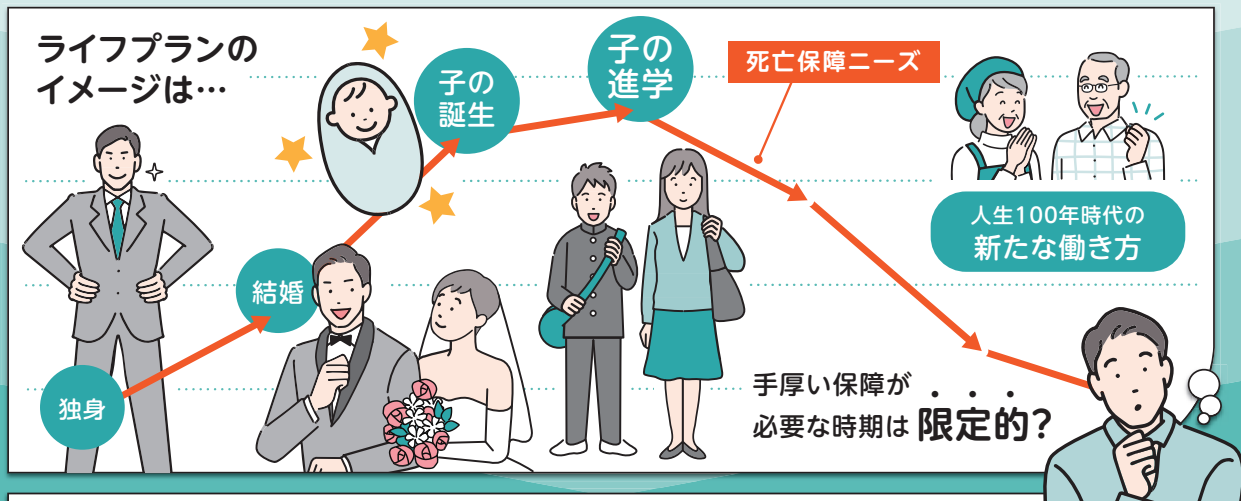 ライフプランの
イメージは…
独身
結婚
子の
誕生
子の
進学
死亡保障ニーズ
人生100年時代の
新たな働き方
手厚い保障が
必要な時期は限定的?